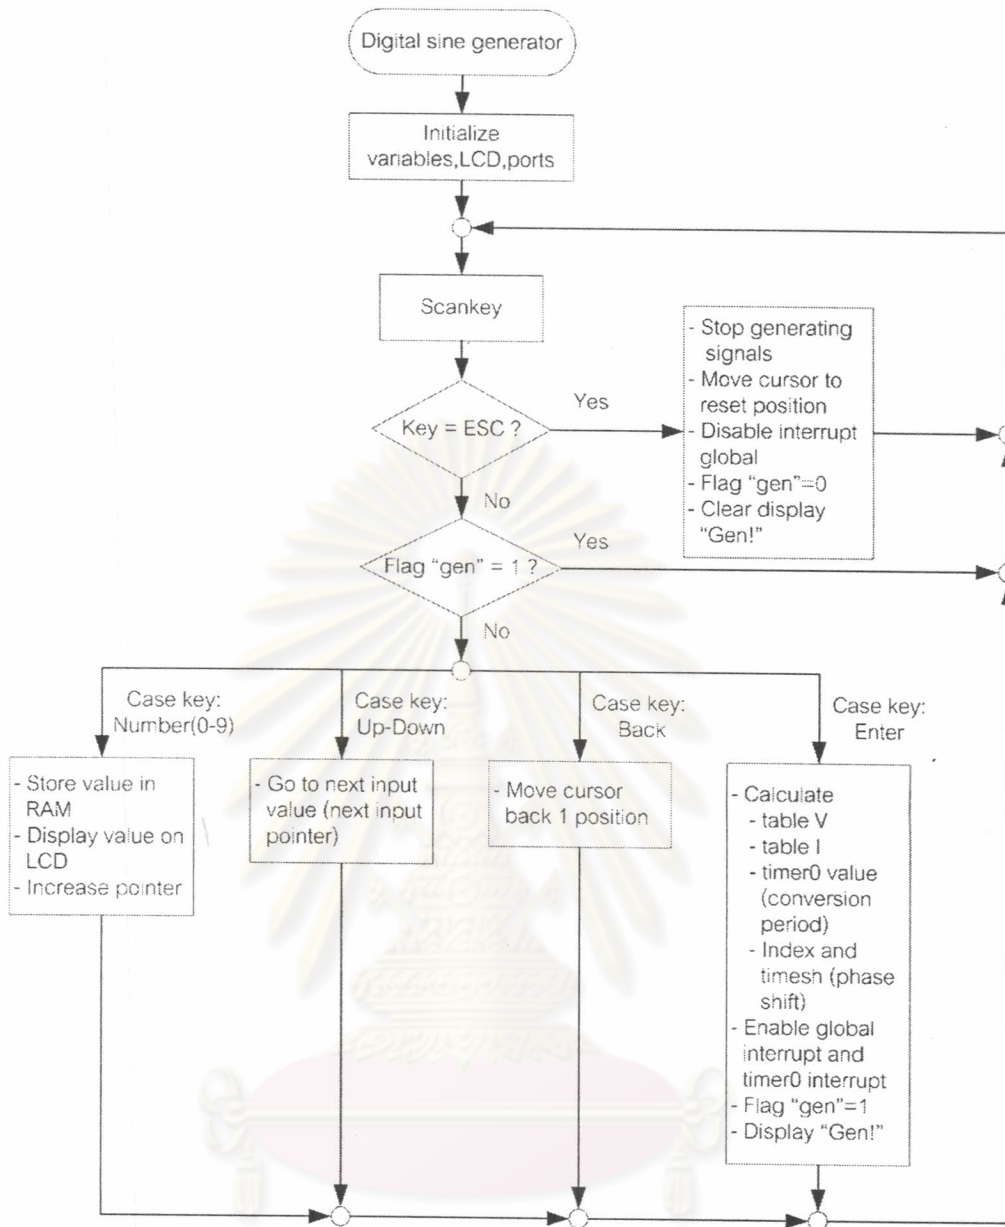 Digital sine generator
Initialize
variables,LCD,ports
Scankey
- Stop generating
signals
- Move cursor to
reset position
- Disable interrupt
global
- Flag “gen”=0
- Clear display
“Gen!”
Key = ESC ?
Yes
No
Flag “gen” = 1 ?
Yes
No
Case key:
Number(0-9)
Case key:
Up-Down
Case key:
Back
Case key:
Enter
- Store value in
RAM
- Display value on
LCD
- Increase pointer
- Go to next input
value (next input
pointer)
- Move cursor
back 1 position
- Calculate
- table V
- table I
- timer0 value
(conversion
period)
- Index and
timesh (phase
shift)
- Enable global
interrupt and
timer0 interrupt
- Flag “gen”=1
- Display “Gen!”